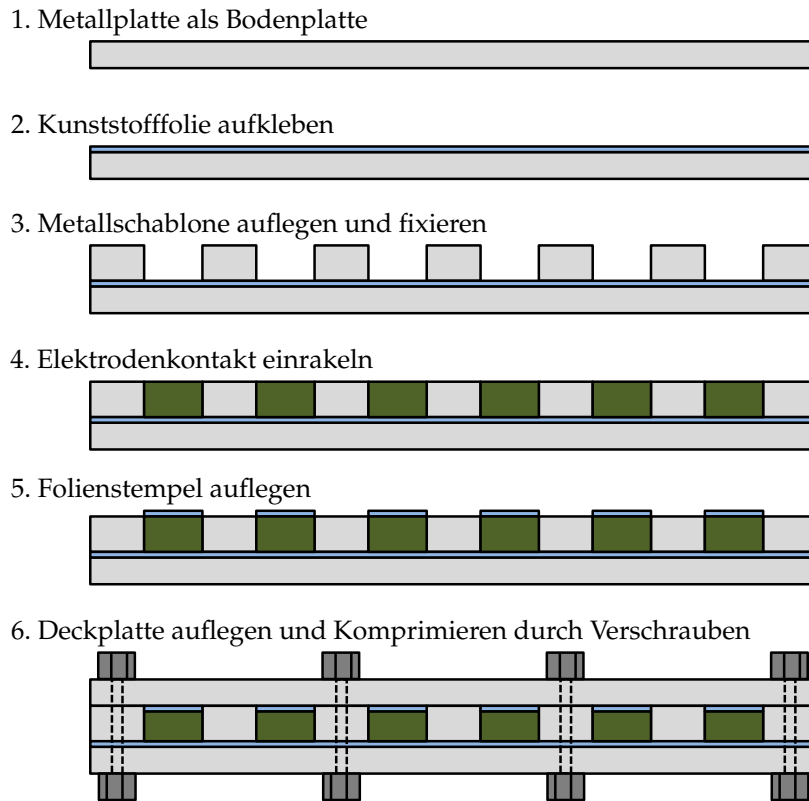 1. Metallplatte als Bodenplatte
2. Kunststofffolie aufkleben
3. Metallschablone auflegen und fixieren
4. Elektrodenkontakt einrakeln
5. Folienstempel auflegen
6. Deckplatte auflegen und Komprimieren durch Verschrauben